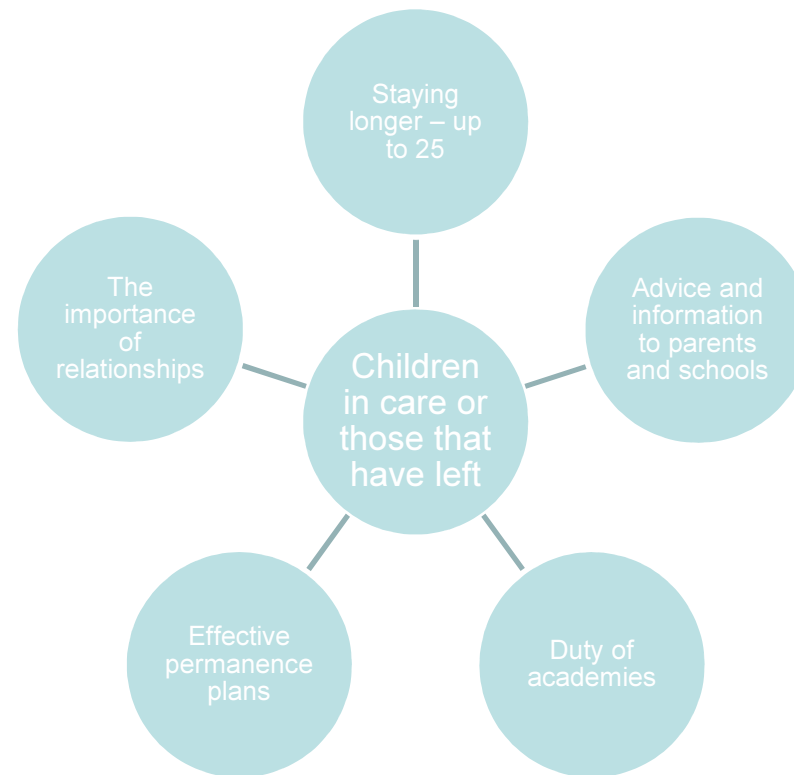 Staying
longer – up
to 25
The
importance
of
relationships
Advice and
information
to parents
and schools
Children
in care or
those that
have left
Effective
permanence
plans
Duty of
academies